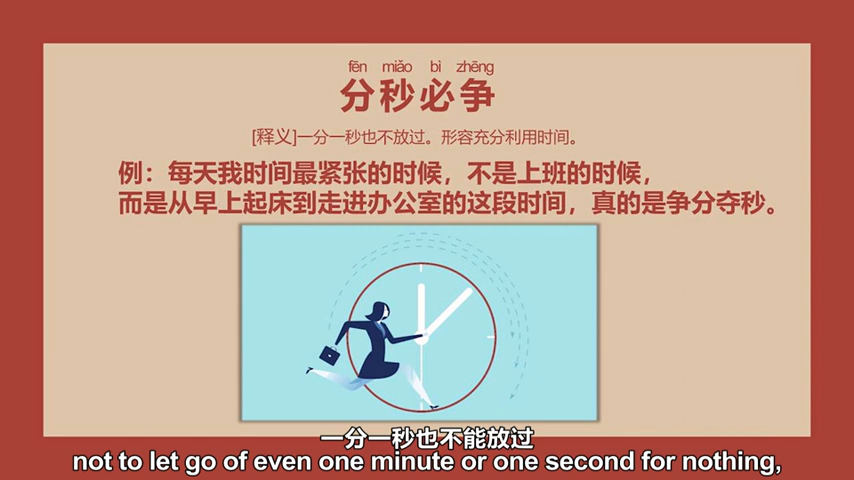 fēn miǎo bì zhēng
分秒必争
[释义]一分一秒也不放过。形容充分利用时间。
例：每天我时间最紧张的时候，不是上班的时候，
而是从早上起床到走进办公室的这段时间，真的是争分夺秒。
一分一秒也不能放过
not to let go of even one minute or one second for nothing,